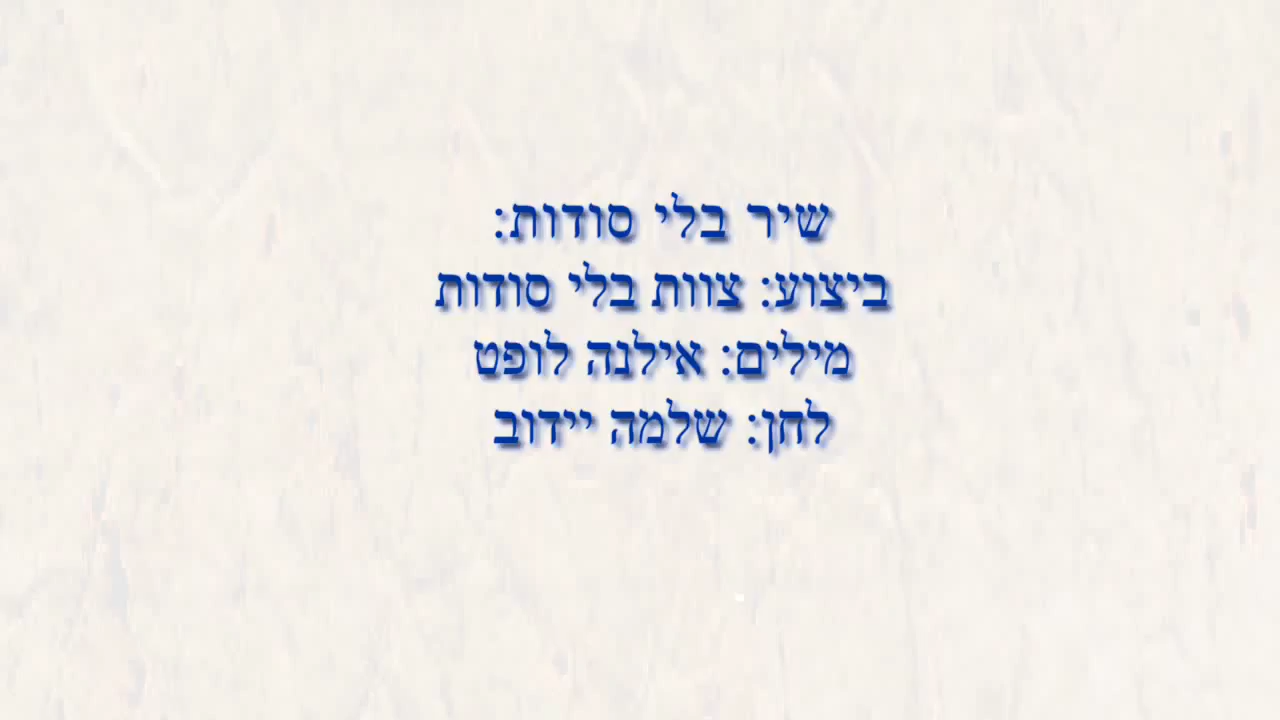 שיר בלי סודות:
ביצוע: צוות בלי סודות
מילים: אילנה לופט
לחן: שלמה יידוב